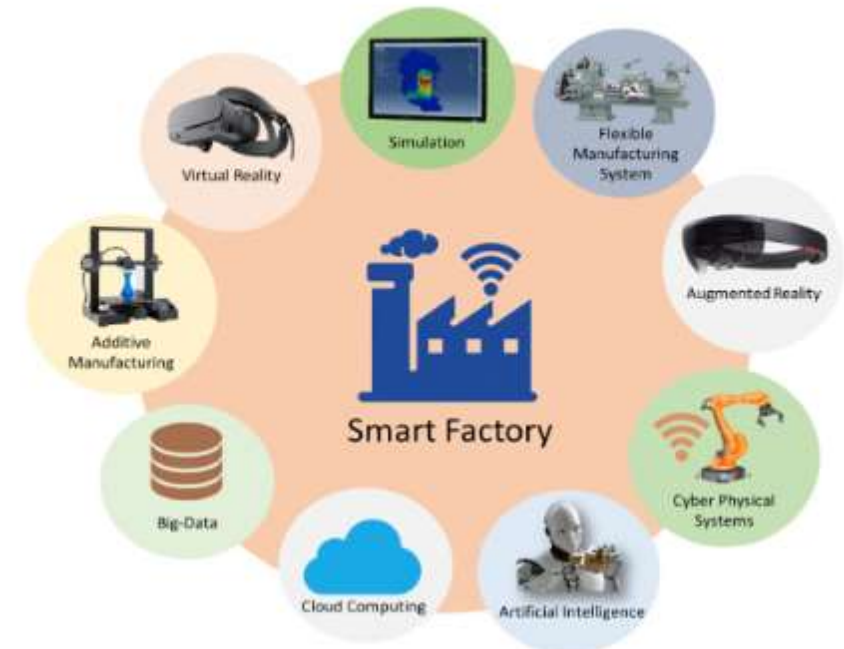 Simulation
Flexible
Manufacturing
System
Virtual Reality
Augmented Reality
Additive
Manufacturing
Smart Factory
Cyber Physical
Systems
Big-Data
Cloud Computing
Artificial Intelligence